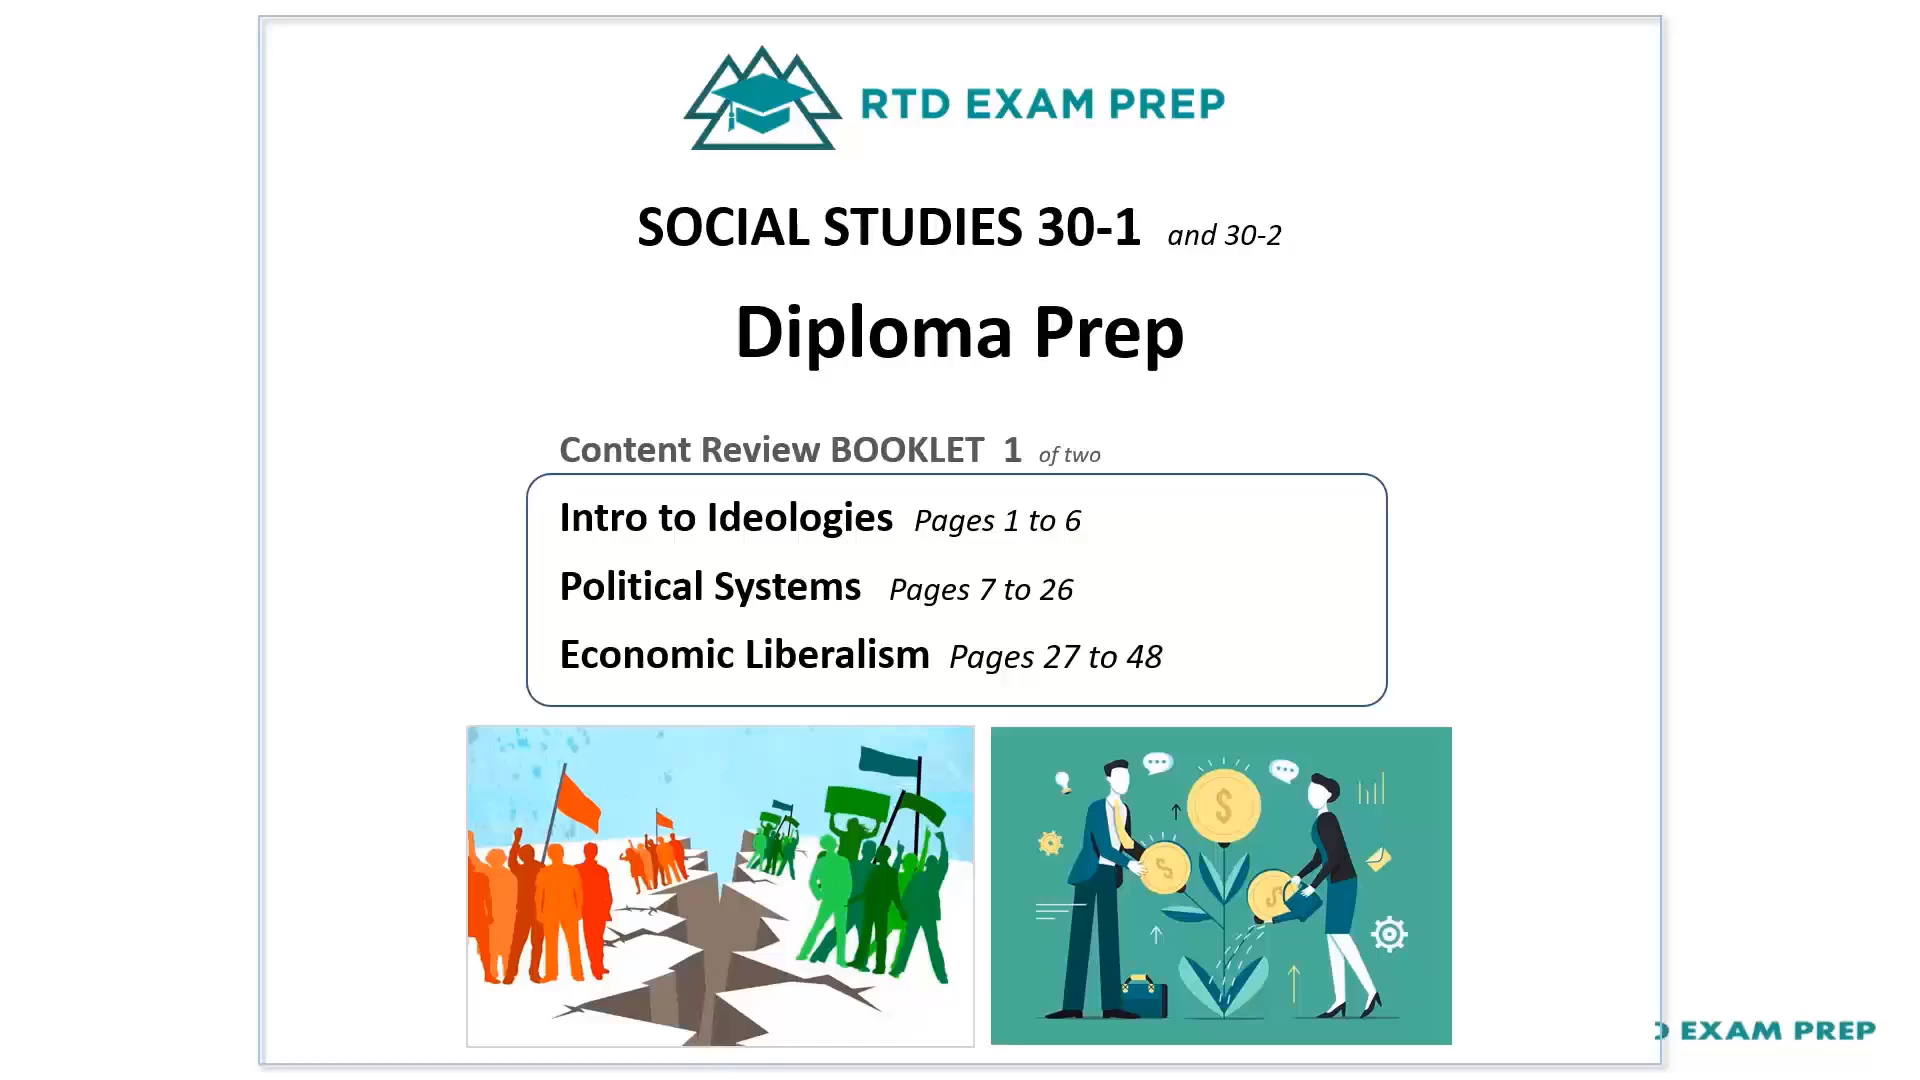 RTD EXAM PREP
SOCIAL STUDIES 30-1 and 30-2
Diploma Prep
Content Review BOOKLET 1 of two
Intro to Ideologies Pages 1 to 6
Political Systems Pages 7 to 26
Economic Liberalism Pages 27 to 48
$
$
$
EXAM PREP